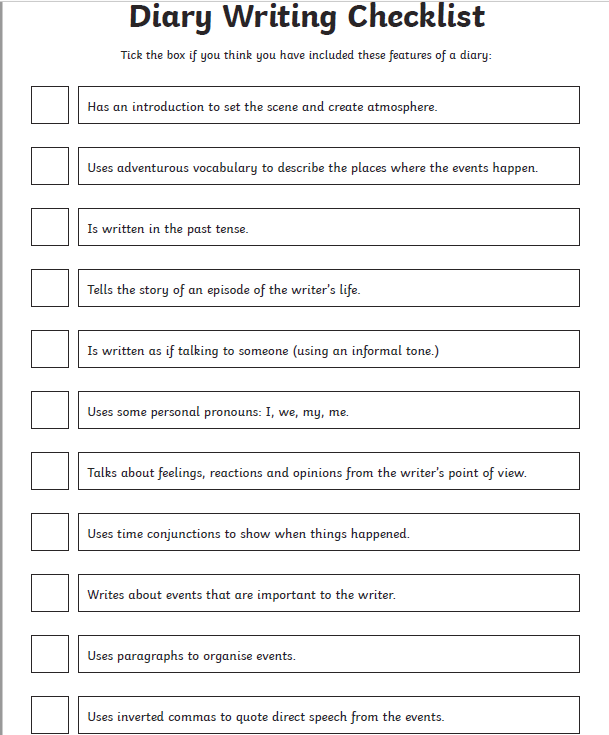 Diary Writing Checklist
Tick the box if you think you have included these features of a diary:
Has an introduction to set the scene and create atmosphere.
Uses adventurous vocabulary to describe the places where the events happen.
Is written in the past tense.
Tells the story of an episode of the writer's life.
Is written as if talking to someone (using an informal tone.)
Uses some personal pronouns: I, we, my, me.
Talks about feelings, reactions and opinions from the writer's point of view.
Uses time conjunctions to show when things happened.
Writes about events that are important to the writer.
Uses paragraphs to organise events.
Uses inverted commas to quote direct speech from the events.